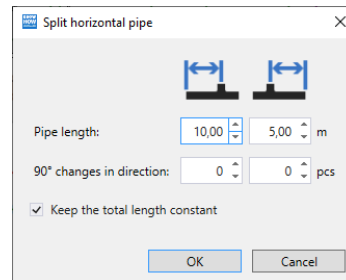 Split horizontal pipe
Pipe length: 10,00 5,00 m
90° changes in direction: 0 0 pcs
Keep the total length constant
OK Cancel